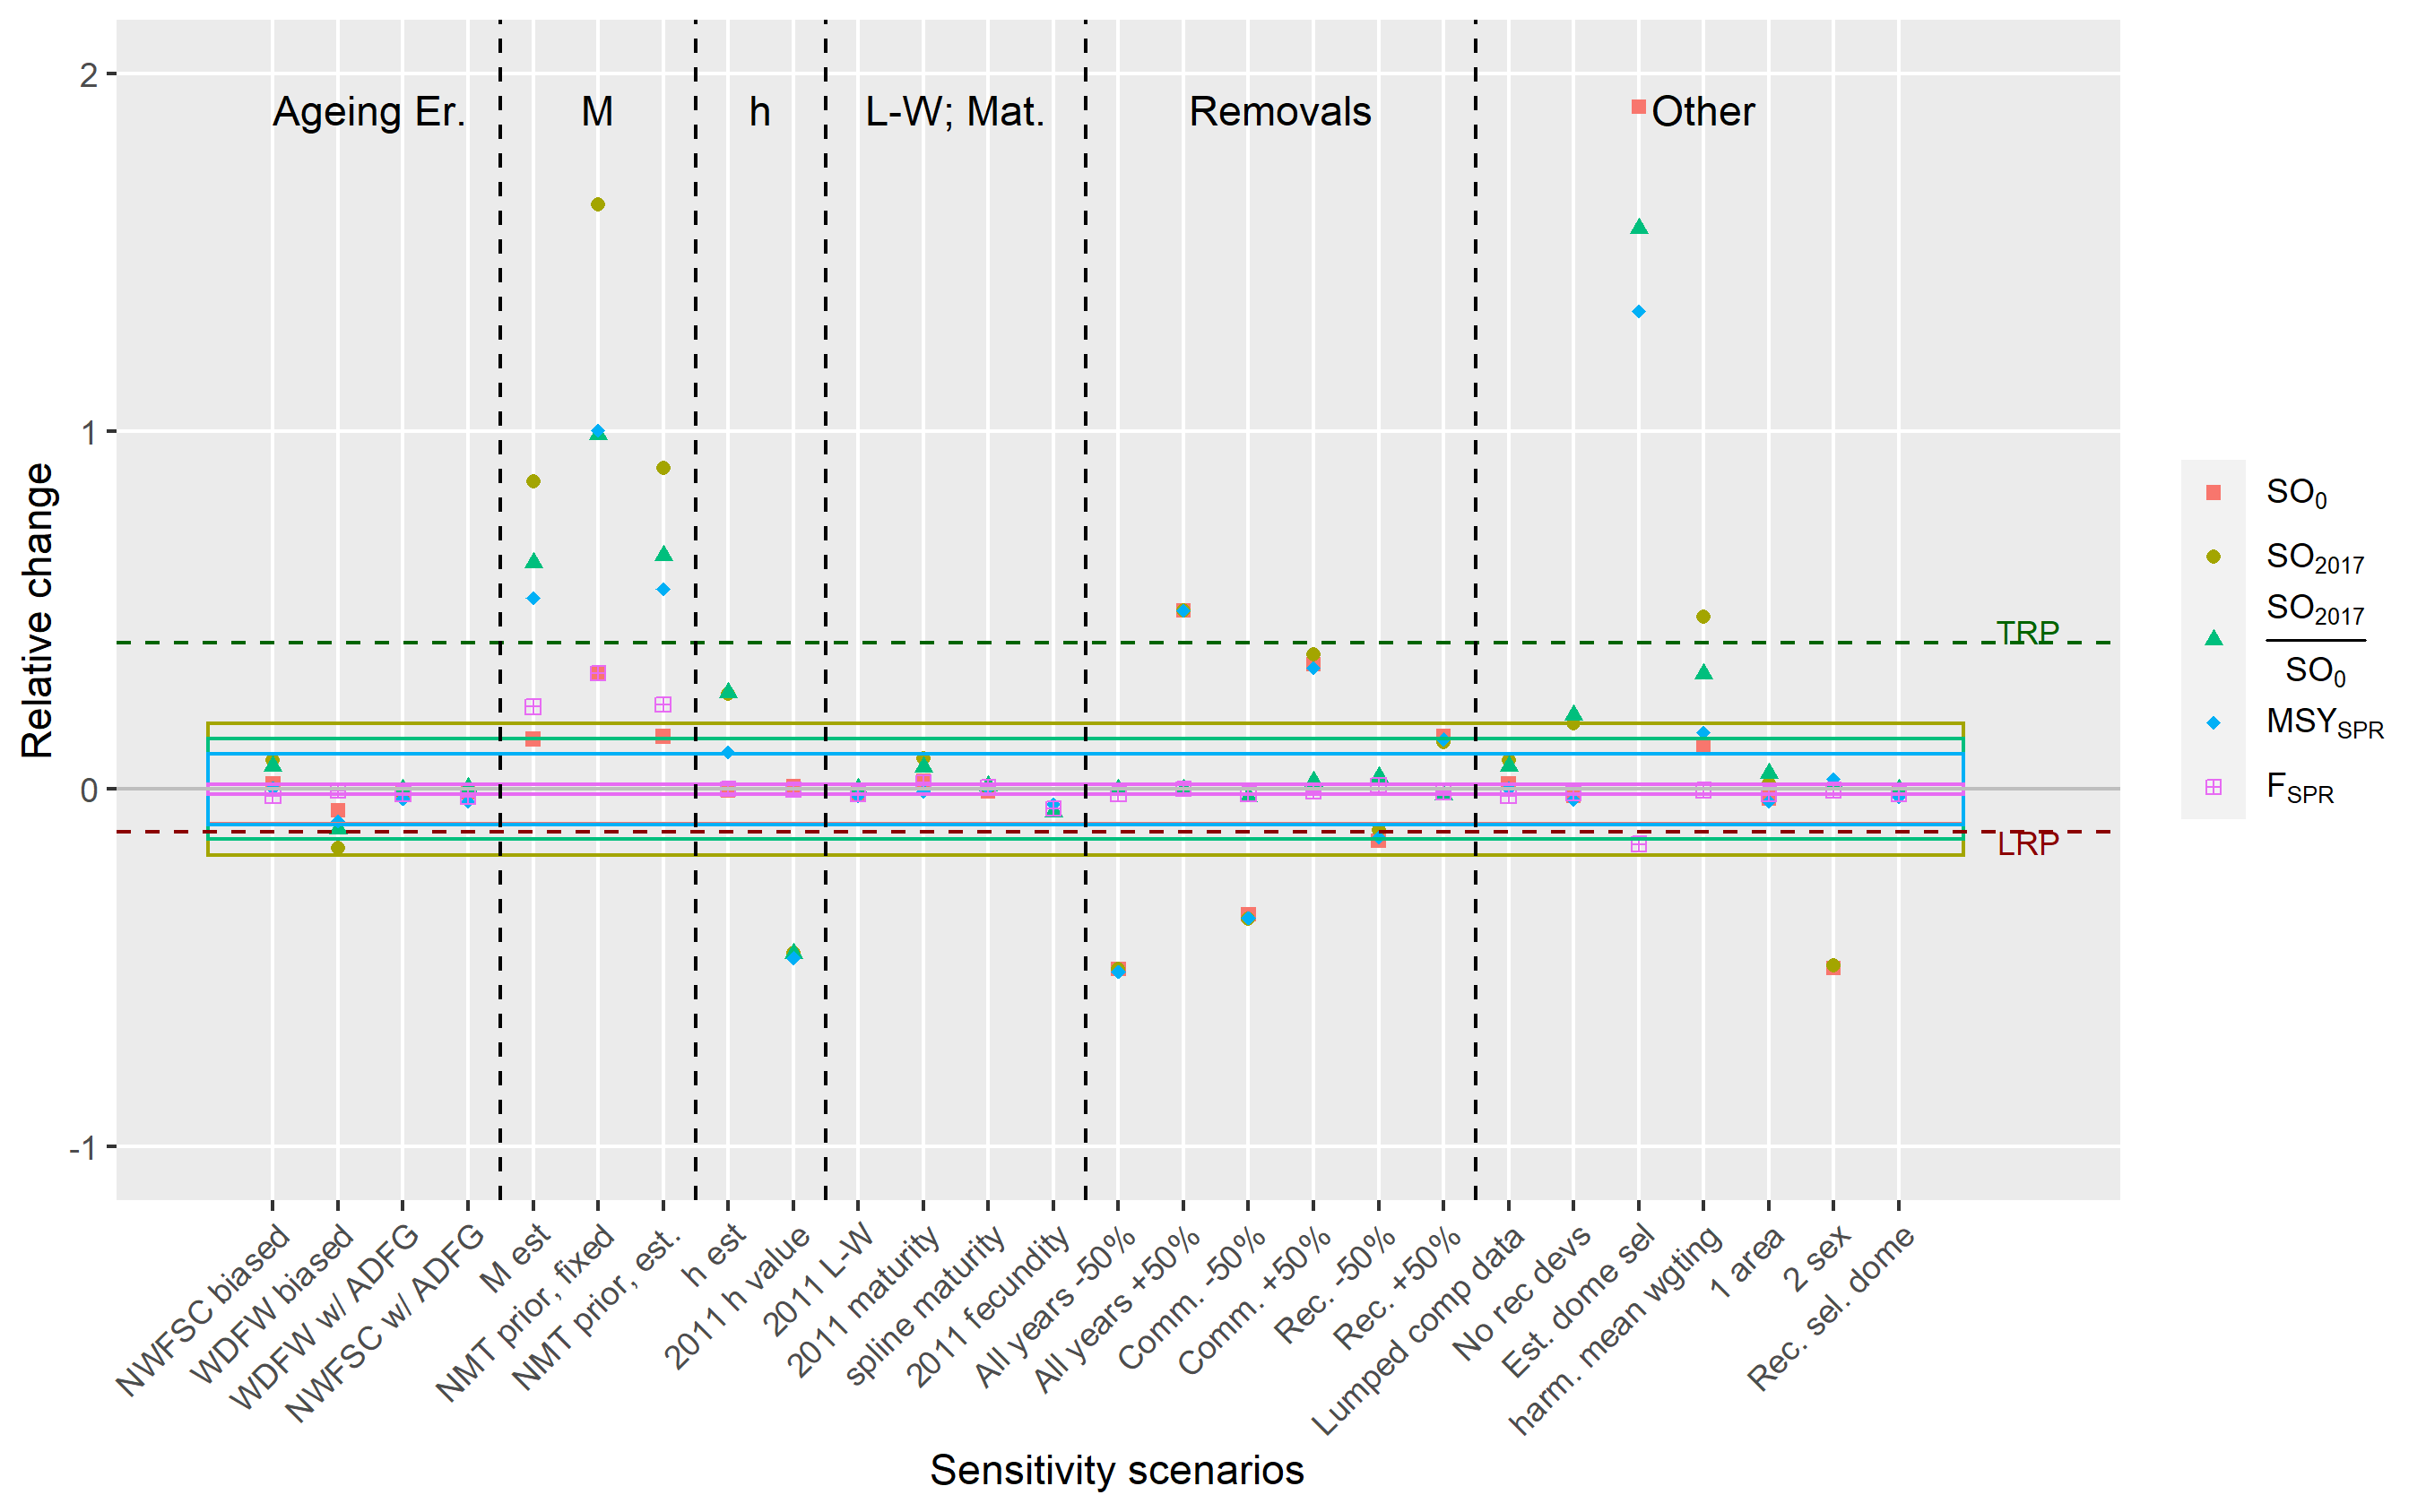 2
1
0
-1
Relative change
Ageing Er.
M
h
L-W; Mat.
Removals
Other
TRP
LRP
NWFSC biased
WDFW biased
WDFW w/ ADFG
NWFSC w/ ADFG
M est
NMT prior, fixed
NMT prior, est.
h est
2011 h value
2011 L-W
2011 maturity
spline maturity
2011 fecundity
All years -50%
All years +50%
Comm. -50%
Comm. +50%
Rec. -50%
Rec. +50%
Lumped comp data
No rec devs
Est. dome sel
harm. mean wgting
1 area
2 sex
Rec. sel. dome
Sensitivity scenarios
SO0
SO2017
SO2017
SO0
MSYSPR
FSPR